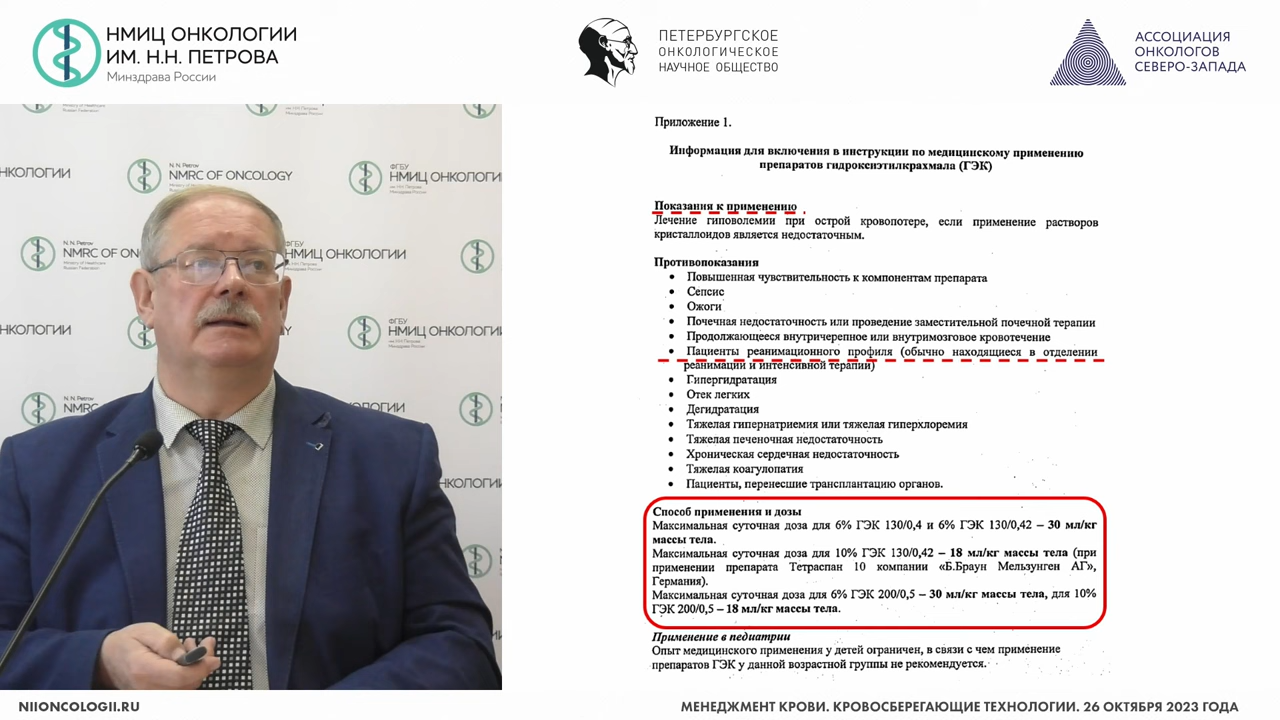 НМИЦ ОНКОЛОГИИ
ИМ. Н.Н. ПЕТРОВА
Минздрава России
ПЕТЕРБУРГСКОЕ
ОНКОЛОГИЧЕСКОЕ
НАУЧНОЕ ОБЩЕСТВО
АССОЦИАЦИЯ
ОНКОЛОГОВ
СЕВЕРО-ЗАПАДА
N.N. Petrov
NMRC OF ONCOLOGY
ФГБУ
НМИЦ ОНКОЛОГИИ
Приложение 1.
Информация для включения в инструкции по медицинскому применению
препаратов гидроксиэтилкрахмала (ГЭК)
Показания к применению
Лечение гиповолемии при острой кровопотере, если применение растворов
кристаллоидов является недостаточным.
Противопоказания
• Повышенная чувствительность к компонентам препарата
• Сепсис
• Ожоги
• Почечная недостаточность или проведение заместительной почечной терапии
• Продолжающееся внутричерепное или внутримозговое кровотечение
• Пациенты реанимационного профиля (обычно находящиеся в отделении
реанимации и интенсивной терапии)
• Гипергидратация
• Отек легких
• Дегидратация
• Тяжелая гипернатриемия или тяжелая гиперхлоремия
• Тяжелая печеночная недостаточность
• Хроническая сердечная недостаточность
• Тяжелая коагулопатия
• Пациенты, перенесшие трансплантацию органов.
Способ применения и дозы
Максимальная суточная доза для 6% ГЭК 130/0,4 и 6% ГЭК 130/0,42 – 30 мл/кг
массы тела.
Максимальная суточная доза для 10% ГЭК 130/0,42 – 18 мл/кг массы тела (при
применении препарата Тетраспан 10 компании «Б.Браун Мельзунген АГ»,
Германия).
Максимальная суточная доза для 6% ГЭК 200/0,5 – 30 мл/кг массы тела, для 10%
ГЭК 200/0,5 – 18 мл/кг массы тела.
Применение в педиатрии
Опыт медицинского применения у детей ограничен, в связи с чем применение
препаратов ГЭК у данной возрастной группы не рекомендуется.
NIIONCOLOGII.RU
МЕНЕДЖМЕНТ КРОВИ. КРОВОСБЕРЕГАЮЩИЕ ТЕХНОЛОГИИ. 26 ОКТЯБРЯ 2023 ГОДА